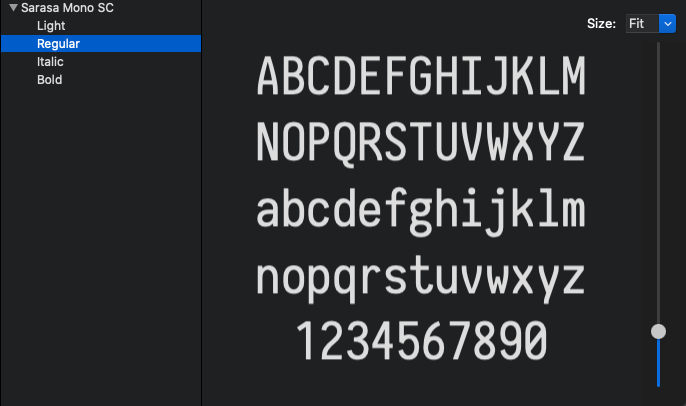 Sarasa Mono SC
Light
Regular
Italic
Bold
Size: Fit
ABCDEFGHIJKLM
NOPQRSTUVWXYZ
abcdefghijklm
nopqrstuvwxyz
1234567890